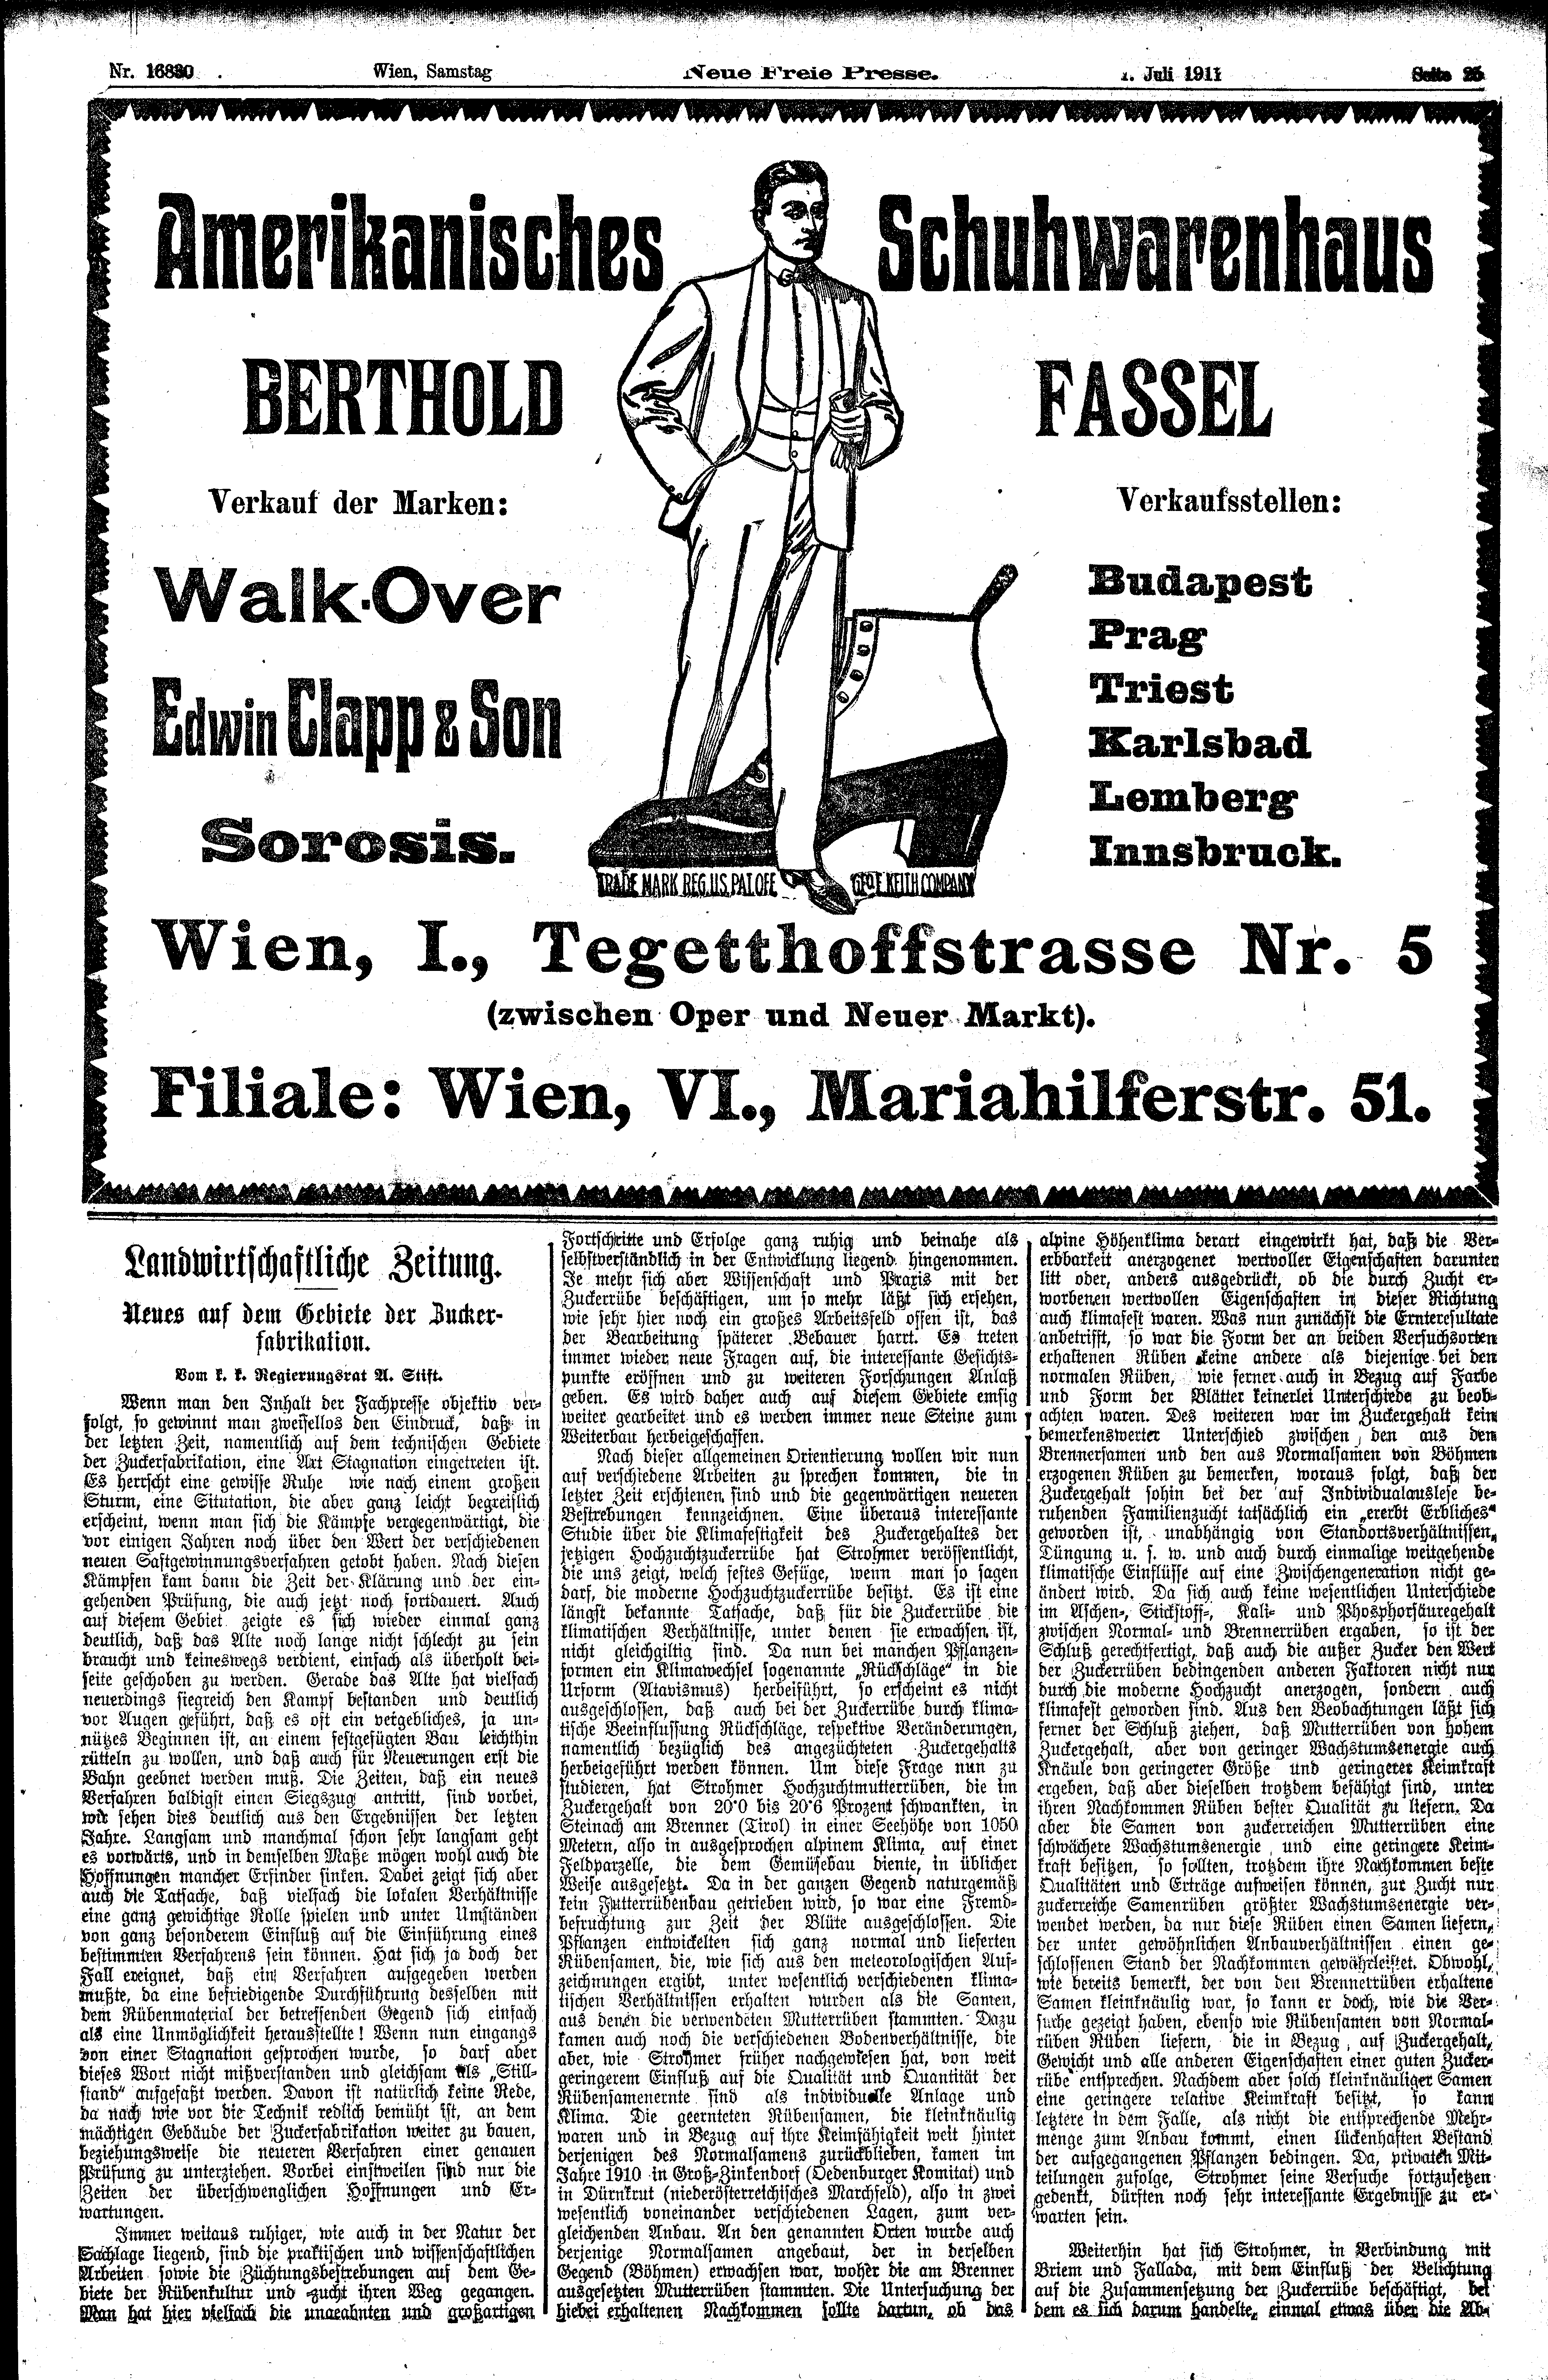 Nr. 16830
Wien, Samstag
Neue Freie Presse.
1. Juli 1911
Seite 25
Amerikanisches Schuhwarenhaus
BERTHOLD FASSEL
Verkauf der Marken:
Walk-Over
Edwin Clapp & Son
Sorosis.
Verkaufsstellen:
Budapest
Prag
Triest
Karlsbad
Lemberg
Innsbruck.
TRADE MARK REG. U.S. PAT. OFF.
GEO. E. KEITH COMPANY
Wien, I., Tegetthoffstrasse Nr. 5
(zwischen Oper und Neuer Markt).
Filiale: Wien, VI., Mariahilferstr. 51.
Landwirtschaftliche Zeitung.
Neues auf dem Gebiete der Zucker-
fabrikation.
Vom k. k. Regierungsrat A. Stift.
Wenn man den Inhalt der Fachpresse objektiv ver-
folgt, so gewinnt man zweifellos den Eindruck, daß in
der letzten Zeit, namentlich auf dem technischen Gebiete
der Zuckerfabrikation, eine Art Stagnation eingetreten ist.
Es herrscht eine gewisse Ruhe wie nach einem großen
Sturm, eine Situtation, die aber ganz leicht begreiflich
erscheint, wenn man sich die Kämpfe vergegenwärtigt, die
vor einigen Jahren noch über den Wert der verschiedenen
neuen Saftgewinnungsverfahren getobt haben. Nach diesen
Kämpfen kam dann die Zeit der Klärung und der ein-
gehenden Prüfung, die auch jetzt noch fortdauert. Auch
auf diesem Gebiet zeigte es sich wieder einmal ganz
deutlich, daß das Alte noch lange nicht schlecht zu sein
braucht und keineswegs verdient, einfach als überholt bei-
seite geschoben zu werden. Gerade das Alte hat vielfach
neuerdings siegreich den Kampf bestanden und deutlich
vor Augen geführt, daß es oft ein vergebliches, ja un-
nützes Beginnen ist, an einem festgefügten Bau leichthin
rütteln zu wollen, und daß auch für Neuerungen erst die
Bahn geebnet werden muß. Die Zeiten, daß ein neues
Verfahren baldigst einen Siegszug antritt, sind vorbei,
wir sehen dies deutlich aus den Ergebnissen der letzten
Jahre. Langsam und manchmal schon sehr langsam geht
es vorwärts, und in demselben Maße mögen wohl auch die
Hoffnungen mancher Erfinder sinken. Dabei zeigt sich aber
auch die Tatsache, daß vielfach die lokalen Verhältnisse
eine ganz gewichtige Rolle spielen und unter Umständen
von ganz besonderem Einfluß auf die Einführung eines
bestimmten Verfahrens sein können. Hat sich ja doch der
Fall ereignet, daß ein Verfahren aufgegeben werden
mußte, da eine befriedigende Durchführung desselben mit
dem Rübenmaterial der betreffenden Gegend sich einfach
als eine Unmöglichkeit herausstellte! Wenn nun eingangs
von einer Stagnation gesprochen wurde, so darf aber
dieses Wort nicht mißverstanden und gleichsam als „Still-
stand“ aufgefaßt werden. Davon ist natürlich keine Rede,
da nach wie vor die Technik redlich bemüht ist, an dem
mächtigen Gebäude der Zuckerfabrikation weiter zu bauen,
beziehungsweise die neueren Verfahren einer genauen
Prüfung zu unterziehen. Vorbei einstweilen sind nur die
Zeiten der überschwenglichen Hoffnungen und Er-
wartungen.
Immer weitaus ruhiger, wie auch in der Natur der
Sachlage liegend, sind die praktischen und wissenschaftlichen
Arbeiten sowie die Züchtungsbestrebungen auf dem Ge-
biete der Rübenkultur und -zucht ihren Weg gegangen.
Man hat hier vielfach die ungeahnten und großartigen
Fortschritte und Erfolge ganz ruhig und beinahe als
selbstverständlich in der Entwicklung liegend hingenommen.
Je mehr sich aber Wissenschaft und Praxis mit der
Zuckerrübe beschäftigen, um so mehr läßt sich ersehen,
wie sehr hier noch ein großes Arbeitsfeld offen ist, das
der Bearbeitung späterer Bebauer harrt. Es treten
immer wieder neue Fragen auf, die interessante Gesichts-
punkte eröffnen und zu weiteren Forschungen Anlaß
geben. Es wird daher auch auf diesem Gebiete emsig
weiter gearbeitet und es werden immer neue Steine zum
Weiterbau herbeigeschaffen.
Nach dieser allgemeinen Orientierung wollen wir nun
auf verschiedene Arbeiten zu sprechen kommen, die in
letzter Zeit erschienen sind und die gegenwärtigen neueren
Bestrebungen kennzeichnen. Eine überaus interessante
Studie über die Klimafestigkeit des Zuckergehaltes der
jetzigen Hochzuchtzuckerrübe hat Strohmer veröffentlicht,
die uns zeigt, welch festes Gefüge, wenn man so sagen
darf, die moderne Hochzuchtzuckerrübe besitzt. Es ist eine
längst bekannte Tatsache, daß für die Zuckerrübe die
klimatischen Verhältnisse, unter denen sie erwachsen ist,
nicht gleichgiltig sind. Da nun bei manchen Pflanzen-
formen ein Klimawechsel sogenannte „Rückschläge“ in die
Urform (Atavismus) herbeiführt, so erscheint es nicht
ausgeschlossen, daß auch bei der Zuckerrübe durch klima-
tische Beeinflussung Rückschläge, respektive Veränderungen,
namentlich bezüglich des angezüchteten Zuckergehalts
herbeigeführt werden können. Um diese Frage nun zu
studieren, hat Strohmer Hochzuchtmutterrüben, die im
Zuckergehalt von 20·0 bis 20·6 Prozent schwankten, in
Steinach am Brenner (Tirol) in einer Seehöhe von 1050
Metern, also in ausgesprochen alpinem Klima, auf einer
Feldparzelle, die dem Gemüsebau diente, in üblicher
Weise ausgesetzt. Da in der ganzen Gegend naturgemäß
kein Futterrübenbau getrieben wird, so war eine Fremd-
befruchtung zur Zeit der Blüte ausgeschlossen. Die
Pflanzen entwickelten sich ganz normal und lieferten
Rübensamen, die, wie sich aus den meteorologischen Auf-
zeichnungen ergibt, unter wesentlich verschiedenen klima-
tischen Verhältnissen erhalten wurden als die Samen,
aus denen die verwendeten Mutterrüben stammten. Dazu
kamen auch noch die verschiedenen Bodenverhältnisse, die
aber, wie Strohmer früher nachgewiesen hat, von weit
geringerem Einfluß auf die Qualität und Quantität der
Rübensamenernte sind als individuelle Anlage und
Klima. Die geernteten Rübensamen, die kleinknäulig
waren und in Bezug auf ihre Keimfähigkeit weit hinter
derjenigen des Normalsamens zurückblieben, kamen im
Jahre 1910 in Groß-Zinkendorf (Oedenburger Komitat) und
in Dürnkrut (niederösterreichisches Marchfeld), also in zwei
wesentlich voneinander verschiedenen Lagen, zum ver-
gleichenden Anbau. An den genannten Orten wurde auch
derjenige Normalsamen angebaut, der in derselben
Gegend (Böhmen) erwachsen war, woher die am Brenner
ausgesetzten Mutterrüben stammten. Die Untersuchung der
hiebei erhaltenen Nachkommen sollte dartun, ob das
alpine Höhenklima derart eingewirkt hat, daß die Ver-
erbbarkeit anerzogener wertvoller Eigenschaften darunter
litt oder, anders ausgedrückt, ob die durch Zucht er-
worbenen wertvollen Eigenschaften in dieser Richtung
auch klimafest waren. Was nun zunächst die Ernteresultate
anbetrifft, so war die Form der an beiden Versuchsorten
erhaltenen Rüben keine andere als diejenige bei den
normalen Rüben, wie ferner auch in Bezug auf Farbe
und Form der Blätter keinerlei Unterschiede zu beob-
achten waren. Des weiteren war im Zuckergehalt kein
bemerkenswerter Unterschied zwischen den aus dem
Brennersamen und den aus Normalsamen von Böhmen
erzogenen Rüben zu bemerken, woraus folgt, daß der
Zuckergehalt sohin bei der auf Individualauslese be-
ruhenden Familienzucht tatsächlich ein „ererbt Erbliches“
geworden ist, unabhängig von Standortsverhältnissen,
Düngung u. s. w. und auch durch einmalige weitgehende
klimatische Einflüsse auf eine Zwischengeneration nicht ge-
ändert wird. Da sich auch keine wesentlichen Unterschiede
im Aschen-, Stickstoff-, Kali- und Phosphorsäuregehalt
zwischen Normal- und Brennerrüben ergaben, so ist der
Schluß gerechtfertigt, daß auch die außer Zucker den Wert
der Zuckerrüben bedingenden anderen Faktoren nicht nur
durch die moderne Hochzucht anerzogen, sondern auch
klimafest geworden sind. Aus den Beobachtungen läßt sich
ferner der Schluß ziehen, daß Mutterrüben von hohem
Zuckergehalt, aber von geringer Wachstumsenergie auch
Knäule von geringerer Größe und geringerer Keimkraft
ergeben, daß aber dieselben trotzdem befähigt sind, unter
ihren Nachkommen Rüben bester Qualität zu liefern. Da
aber die Samen von zuckerreichen Mutterrüben eine
schwächere Wachstumsenergie und eine geringere Keim-
kraft besitzen, so sollten, trotzdem ihre Nachkommen beste
Qualitäten und Erträge aufweisen können, zur Zucht nur
zuckerreiche Samenrüben größter Wachstumsenergie ver-
wendet werden, da nur diese Rüben einen Samen liefern,
der unter gewöhnlichen Anbauverhältnissen einen ge-
schlossenen Stand der Nachkommen gewährleistet. Obwohl,
wie bereits bemerkt, der von den Brennerrüben erhaltene
Samen kleinknäulig war, so kann er doch, wie die Ver-
suche gezeigt haben, ebenso wie Rübensamen von Normal-
rüben Rüben liefern, die in Bezug auf Zuckergehalt,
Gewicht und alle anderen Eigenschaften einer guten Zucker-
rübe entsprechen. Nachdem aber solch kleinknäuliger Samen
eine geringere relative Keimkraft besitzt, so kann
letztere in dem Falle, als nicht die entsprechende Mehr-
menge zum Anbau kommt, einen lückenhaften Bestand
der aufgegangenen Pflanzen bedingen. Da, privaten Mit-
teilungen zufolge, Strohmer seine Versuche fortzusetzen
gedenkt, dürften noch sehr interessante Ergebnisse zu er-
warten sein.
Weiterhin hat sich Strohmer, in Verbindung mit
Briem und Fallada, mit dem Einfluß der Belichtung
auf die Zusammensetzung der Zuckerrübe beschäftigt, bei
dem es sich darum handelte, einmal etwas über die Ab-